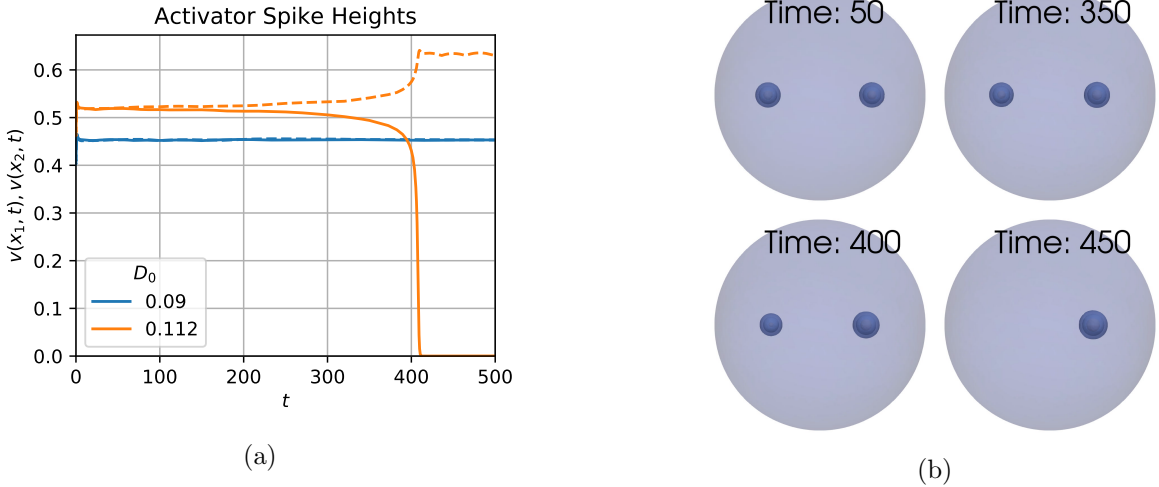 Activator Spike Heights
v(x₁, t), v(x₂, t)
0.6
0.5
0.4
0.3
0.2
0.1
0.0
D₀
0.09
0.112
0 100 200 300 400 500
t
(a)
Time: 50 Time: 350
Time: 400 Time: 450
(b)